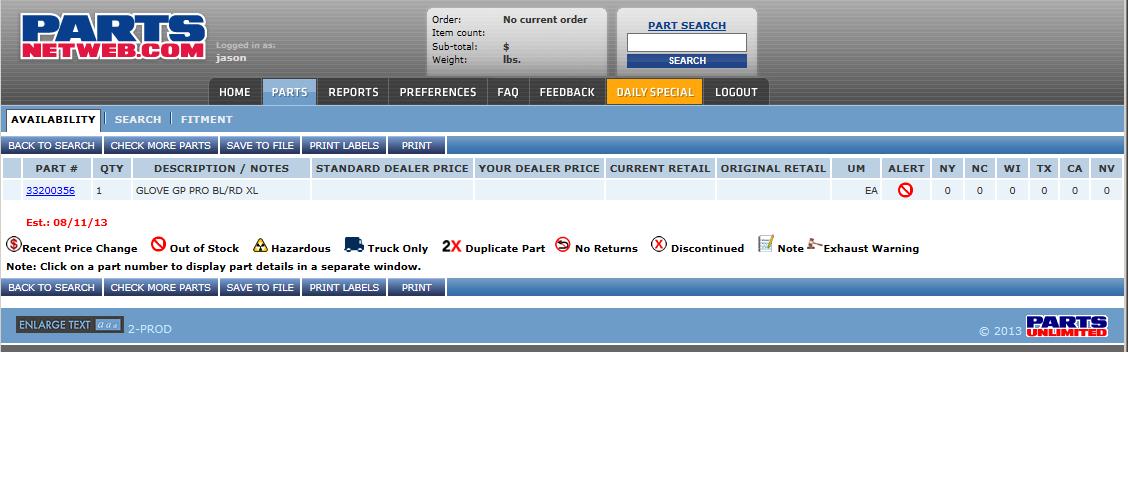 PARTS
NETWEB.COM
Logged in as:
jason
Order: No current order
Item count:
Sub-total: $
Weight: lbs.
PART SEARCH
SEARCH
HOME PARTS REPORTS PREFERENCES FAQ FEEDBACK DAILY SPECIAL LOGOUT
AVAILABILITY SEARCH FITMENT
BACK TO SEARCH CHECK MORE PARTS SAVE TO FILE PRINT LABELS PRINT
PART # QTY DESCRIPTION / NOTES STANDARD DEALER PRICE YOUR DEALER PRICE CURRENT RETAIL ORIGINAL RETAIL UM ALERT NY NC WI TX CA NV
33200356 1 GLOVE GP PRO BL/RD XL EA 0 0 0 0 0 0
Est.: 08/11/13
$ Recent Price Change Out of Stock Hazardous Truck Only 2X Duplicate Part No Returns X Discontinued Note Exhaust Warning
Note: Click on a part number to display part details in a separate window.
BACK TO SEARCH CHECK MORE PARTS SAVE TO FILE PRINT LABELS PRINT
ENLARGE TEXT a a a 2-PROD
© 2013 PARTS
UNLIMITED